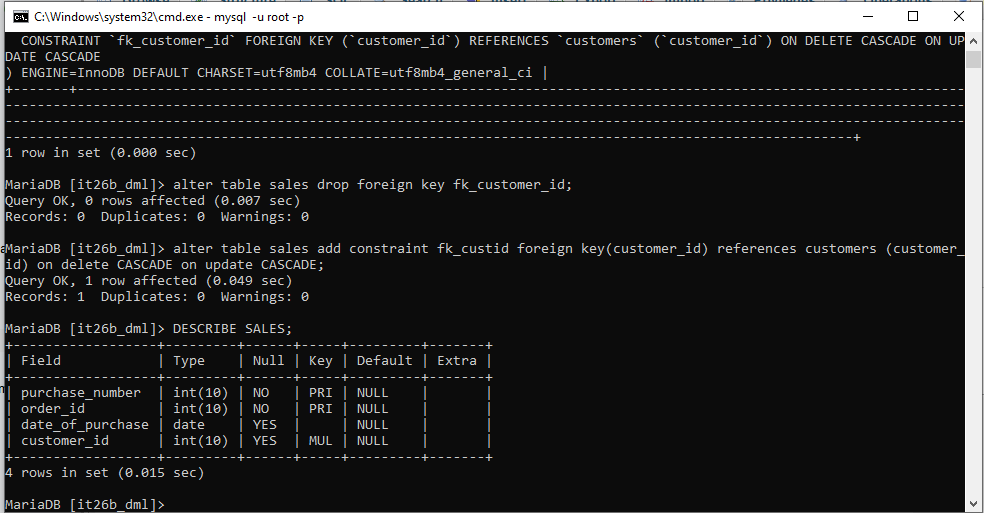 C:\Windows\system32\cmd.exe - mysql -u root -p
CONSTRAINT `fk_customer_id` FOREIGN KEY (`customer_id`) REFERENCES `customers` (`customer_id`) ON DELETE CASCADE ON UP
DATE CASCADE
) ENGINE=InnoDB DEFAULT CHARSET=utf8mb4 COLLATE=utf8mb4_general_ci |
+-------+-----------------------------------------------------------------------------------------------------------------
------------------------------------------------------------------------------------------------------------------------
------------------------------------------------------------------------------------------------------------------------
----------------------------------------------------------------------------------------------------------+
1 row in set (0.000 sec)
MariaDB [it26b_dml]> alter table sales drop foreign key fk_customer_id;
Query OK, 0 rows affected (0.007 sec)
Records: 0  Duplicates: 0  Warnings: 0
MariaDB [it26b_dml]> alter table sales add constraint fk_custid foreign key(customer_id) references customers (customer_
id) on delete CASCADE on update CASCADE;
Query OK, 1 row affected (0.049 sec)
Records: 1  Duplicates: 0  Warnings: 0
MariaDB [it26b_dml]> DESCRIBE SALES;
+------------------+---------+------+-----+---------+-------+
| Field            | Type    | Null | Key | Default | Extra |
+------------------+---------+------+-----+---------+-------+
| purchase_number  | int(10) | NO   | PRI | NULL    |       |
| order_id         | int(10) | NO   | PRI | NULL    |       |
| date_of_purchase | date    | YES  |     | NULL    |       |
| customer_id      | int(10) | YES  | MUL | NULL    |       |
+------------------+---------+------+-----+---------+-------+
4 rows in set (0.015 sec)
MariaDB [it26b_dml]>